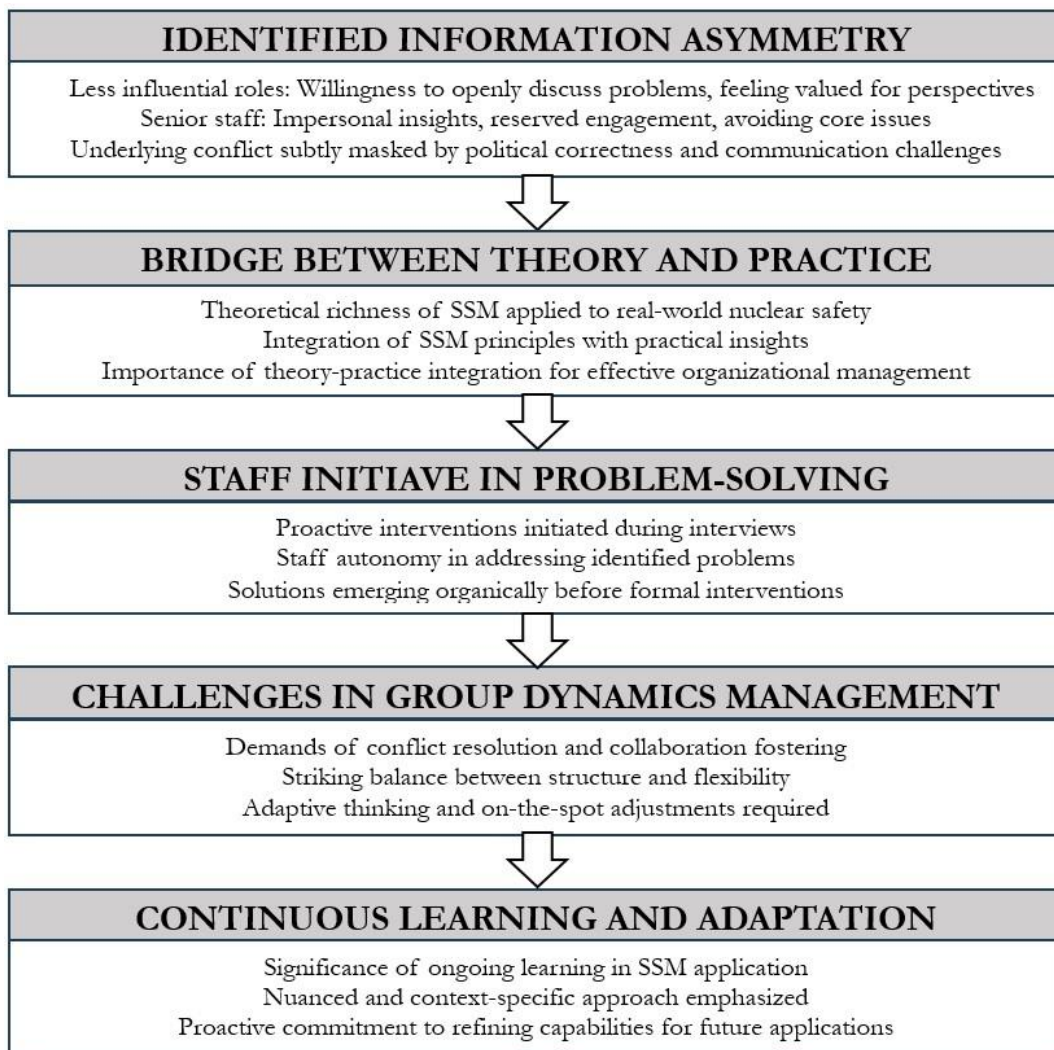 IDENTIFIED INFORMATION ASYMMETRY
Less influential roles: Willingness to openly discuss problems, feeling valued for perspectives
Senior staff: Impersonal insights, reserved engagement, avoiding core issues
Underlying conflict subtly masked by political correctness and communication challenges
BRIDGE BETWEEN THEORY AND PRACTICE
Theoretical richness of SSM applied to real-world nuclear safety
Integration of SSM principles with practical insights
Importance of theory-practice integration for effective organizational management
STAFF INITIAVE IN PROBLEM-SOLVING
Proactive interventions initiated during interviews
Staff autonomy in addressing identified problems
Solutions emerging organically before formal interventions
CHALLENGES IN GROUP DYNAMICS MANAGEMENT
Demands of conflict resolution and collaboration fostering
Striking balance between structure and flexibility
Adaptive thinking and on-the-spot adjustments required
CONTINUOUS LEARNING AND ADAPTATION
Significance of ongoing learning in SSM application
Nuanced and context-specific approach emphasized
Proactive commitment to refining capabilities for future applications